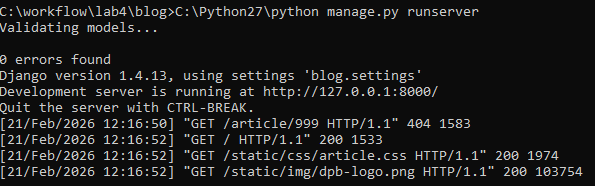 C:\workflow\lab4\blog>C:\Python27\python manage.py runserver
Validating models...
0 errors found
Django version 1.4.13, using settings 'blog.settings'
Development server is running at http://127.0.0.1:8000/
Quit the server with CTRL-BREAK.
[21/Feb/2026 12:16:50] "GET /article/999 HTTP/1.1" 404 1583
[21/Feb/2026 12:16:52] "GET / HTTP/1.1" 200 1533
[21/Feb/2026 12:16:52] "GET /static/css/article.css HTTP/1.1" 200 1974
[21/Feb/2026 12:16:52] "GET /static/img/dpb-logo.png HTTP/1.1" 200 103754